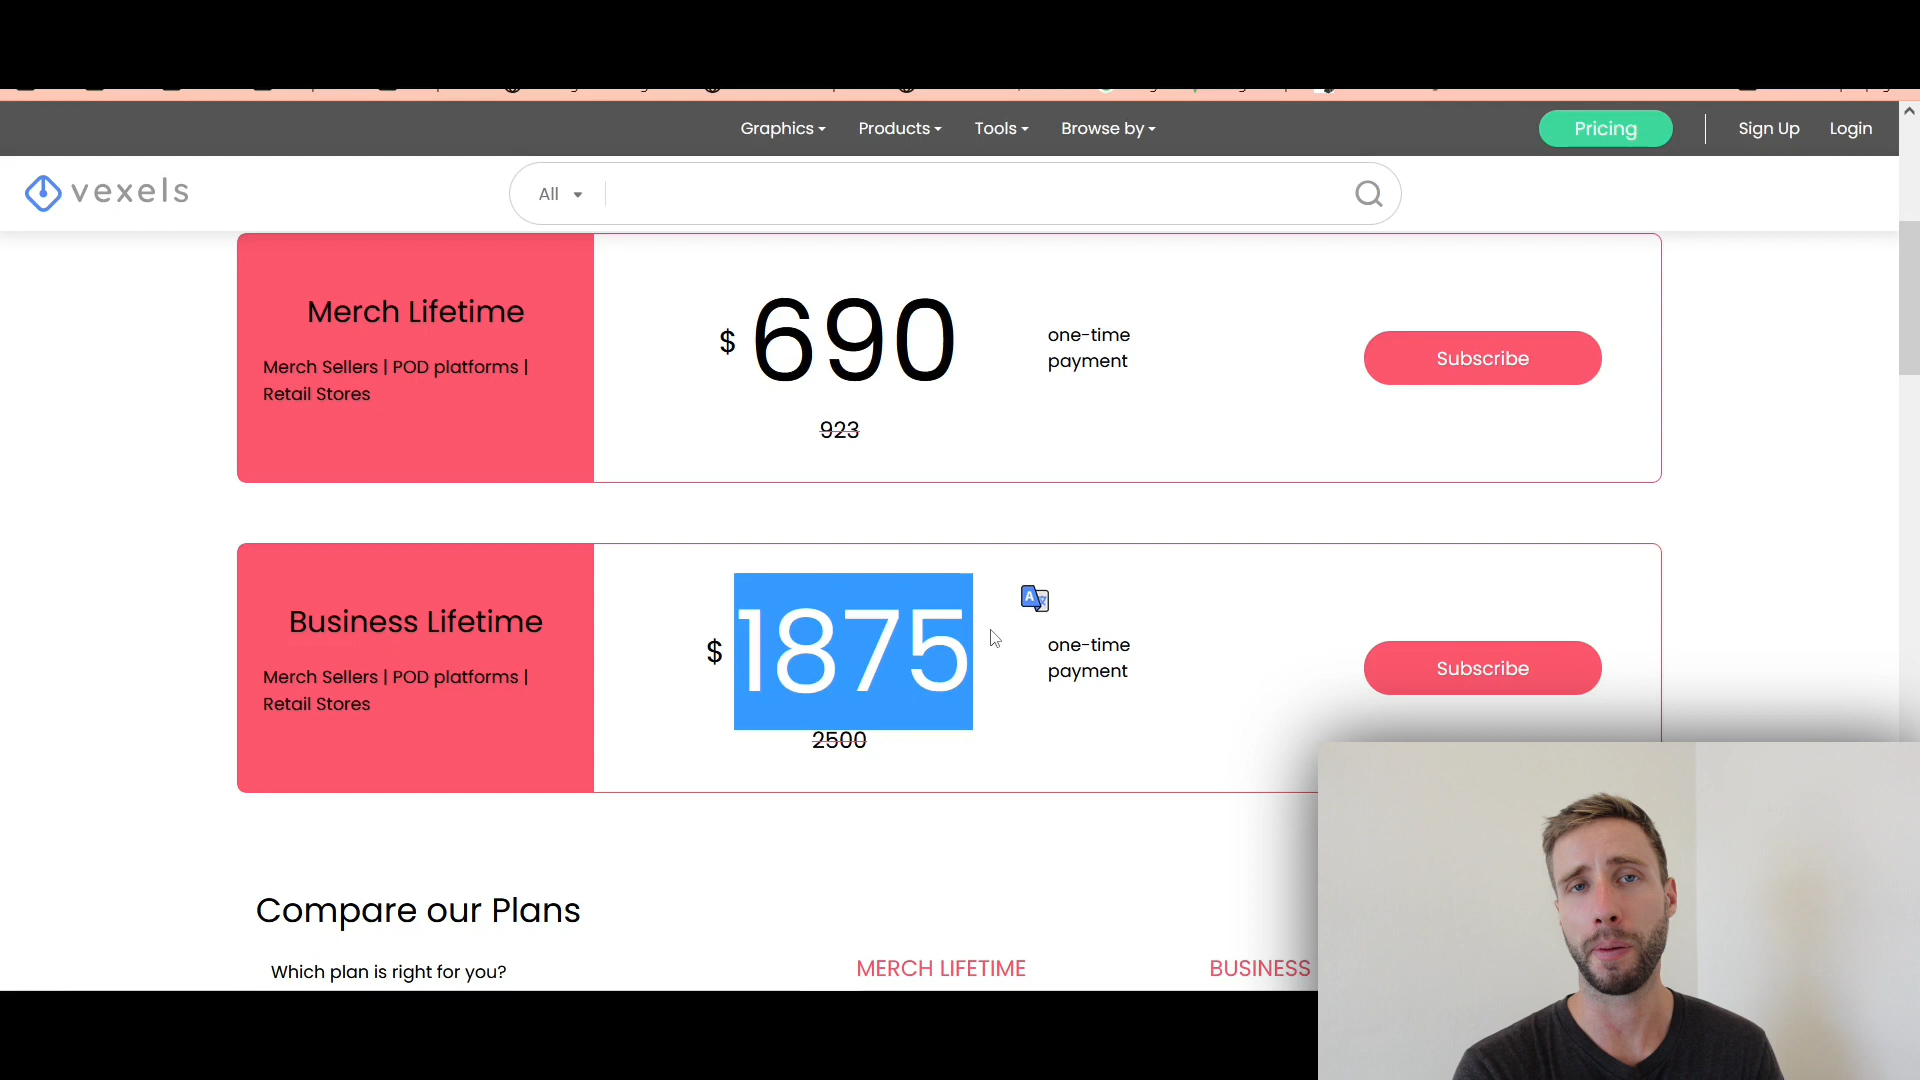 Graphics
Products
Tools
Browse by
Pricing
Sign Up
Login
vexels
All
Merch Lifetime
Merch Sellers | POD platforms |
Retail Stores
$ 690
923
one-time
payment
Subscribe
Business Lifetime
Merch Sellers | POD platforms |
Retail Stores
$ 1875
2500
one-time
payment
Subscribe
Compare our Plans
Which plan is right for you?
MERCH LIFETIME
BUSINESS